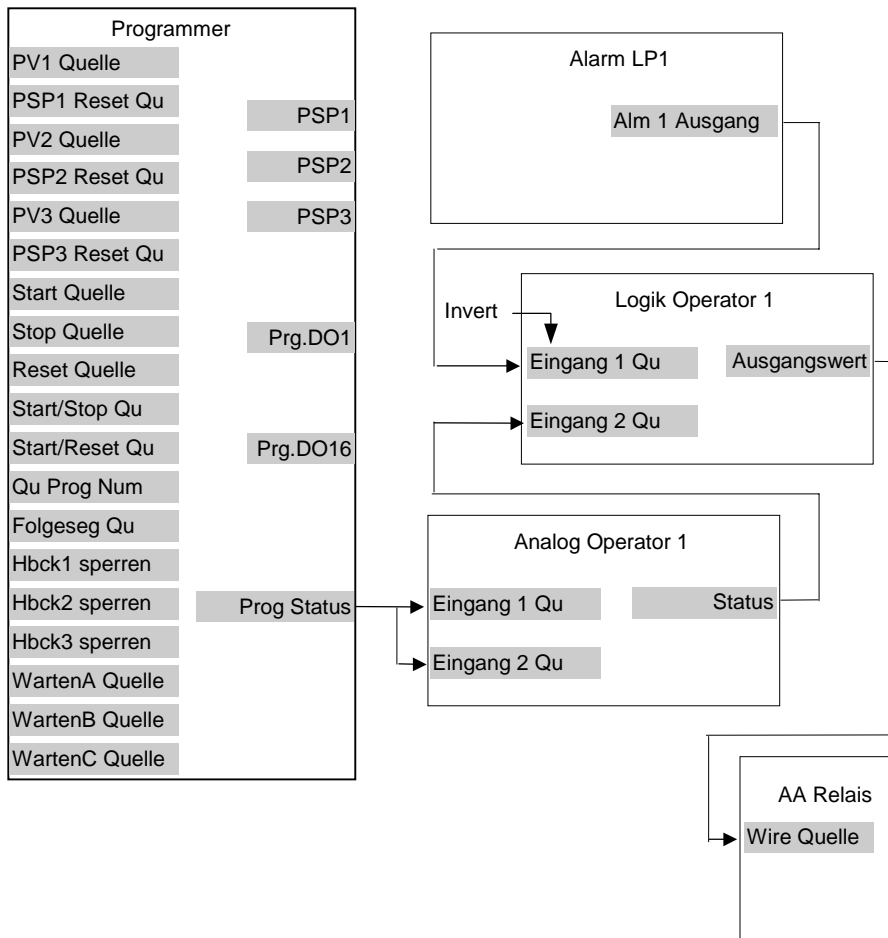 Programmer
PV1 Quelle
PSP1 Reset Qu
PV2 Quelle
PSP2 Reset Qu
PV3 Quelle
PSP3 Reset Qu
Start Quelle
Stop Quelle
Reset Quelle
Start/Stop Qu
Start/Reset Qu
Qu Prog Num
Folgeseg Qu
Hbck1 sperren
Hbck2 sperren
Hbck3 sperren
WartenA Quelle
WartenB Quelle
WartenC Quelle
PSP1
PSP2
PSP3
Prg.DO1
Prg.DO16
Prog Status
Alarm LP1
Alm 1 Ausgang
Invert
Logik Operator 1
Eingang 1 Qu
Ausgangswert
Eingang 2 Qu
Analog Operator 1
Eingang 1 Qu
Status
Eingang 2 Qu
AA Relais
Wire Quelle